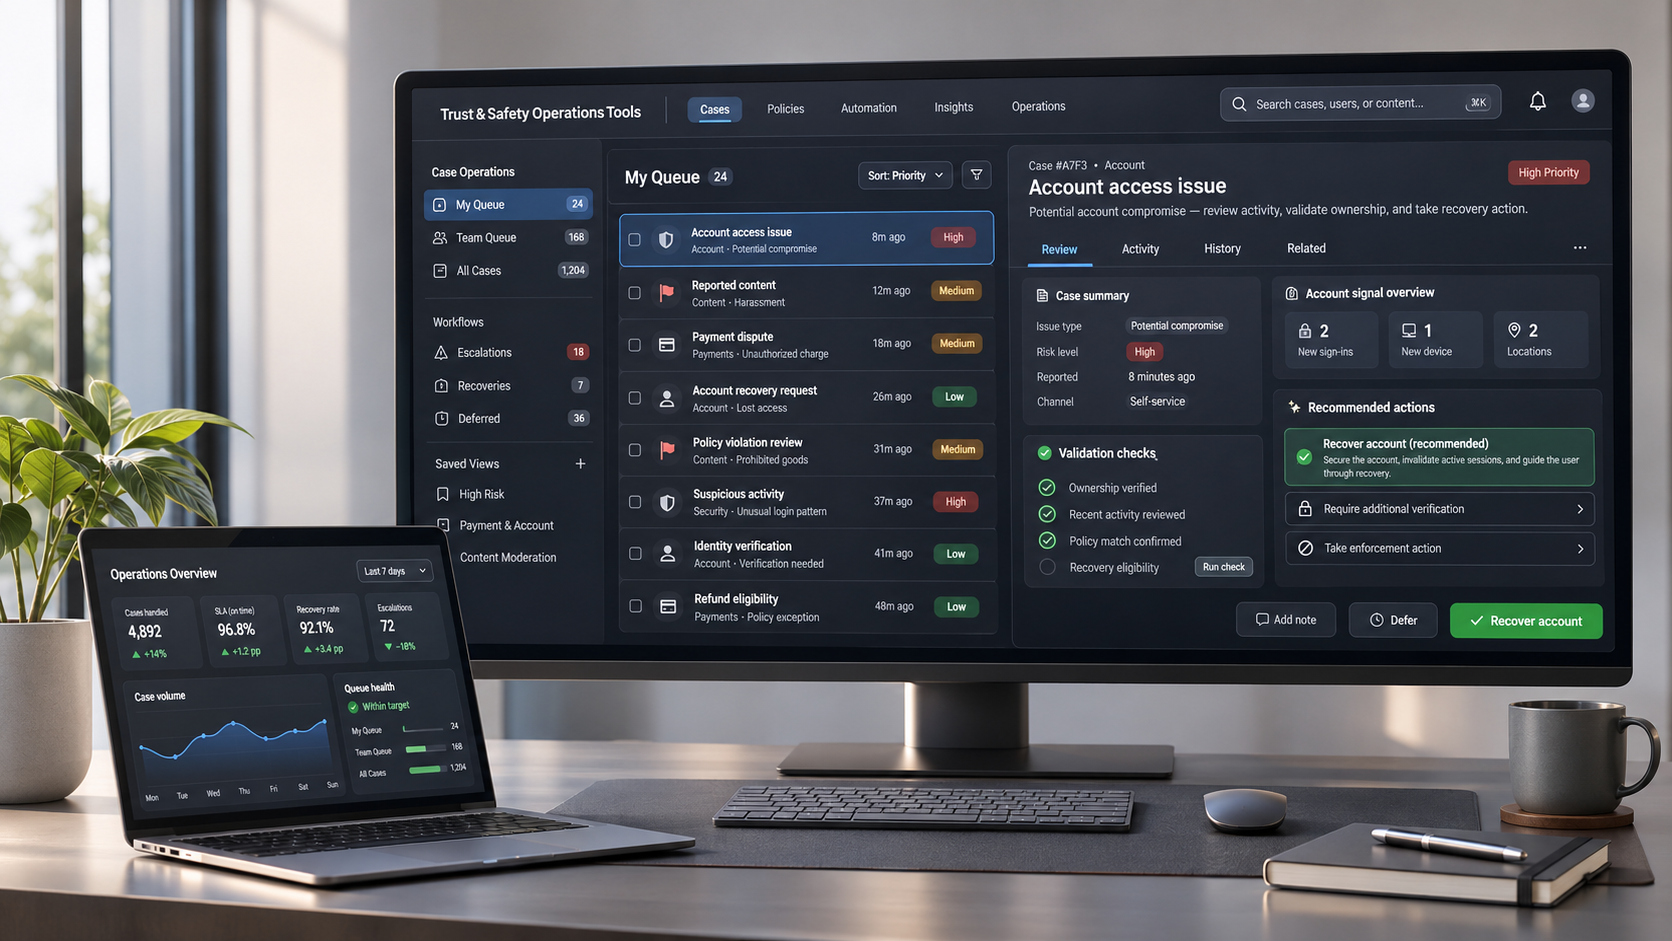 Trust & Safety Operations Tools
Cases
Policies
Automation
Insights
Operations
Search cases, users, or content...
⌘K
Case Operations
My Queue 24
Team Queue 168
All Cases 1,204
Workflows
Escalations 18
Recoveries 7
Deferred 36
Saved Views +
High Risk
Payment & Account
Content Moderation
My Queue 24
Sort: Priority
Account access issue
Account · Potential compromise
8m ago
High
Reported content
Content · Harassment
12m ago
Medium
Payment dispute
Payments · Unauthorized charge
18m ago
Medium
Account recovery request
Account · Lost access
26m ago
Low
Policy violation review
Content · Prohibited goods
31m ago
Medium
Suspicious activity
Security · Unusual login pattern
37m ago
High
Identity verification
Account · Verification needed
41m ago
Low
Refund eligibility
Payments · Policy exception
48m ago
Low
Case #A7F3 • Account
High Priority
Account access issue
Potential account compromise — review activity, validate ownership, and take recovery action.
Review
Activity
History
Related
Case summary
Issue type Potential compromise
Risk level High
Reported 8 minutes ago
Channel Self-service
Validation checks
Ownership verified
Recent activity reviewed
Policy match confirmed
Recovery eligibility
Run check
Account signal overview
2
New sign-ins
1
New device
2
Locations
Recommended actions
Recover account (recommended)
Secure the account, invalidate active sessions, and guide the user
through recovery.
Require additional verification
Take enforcement action
Add note
Defer
Recover account
Operations Overview
Last 7 days
Cases handled
4,892
+14%
SLA (on time)
96.8%
+1.2 pp
Recovery rate
92.1%
+3.4 pp
Escalations
72
-18%
Case volume
Mon Tue Wed Thu Fri Sat Sun
Queue health
Within target
My Queue 24
Team Queue 168
All Cases 1,204